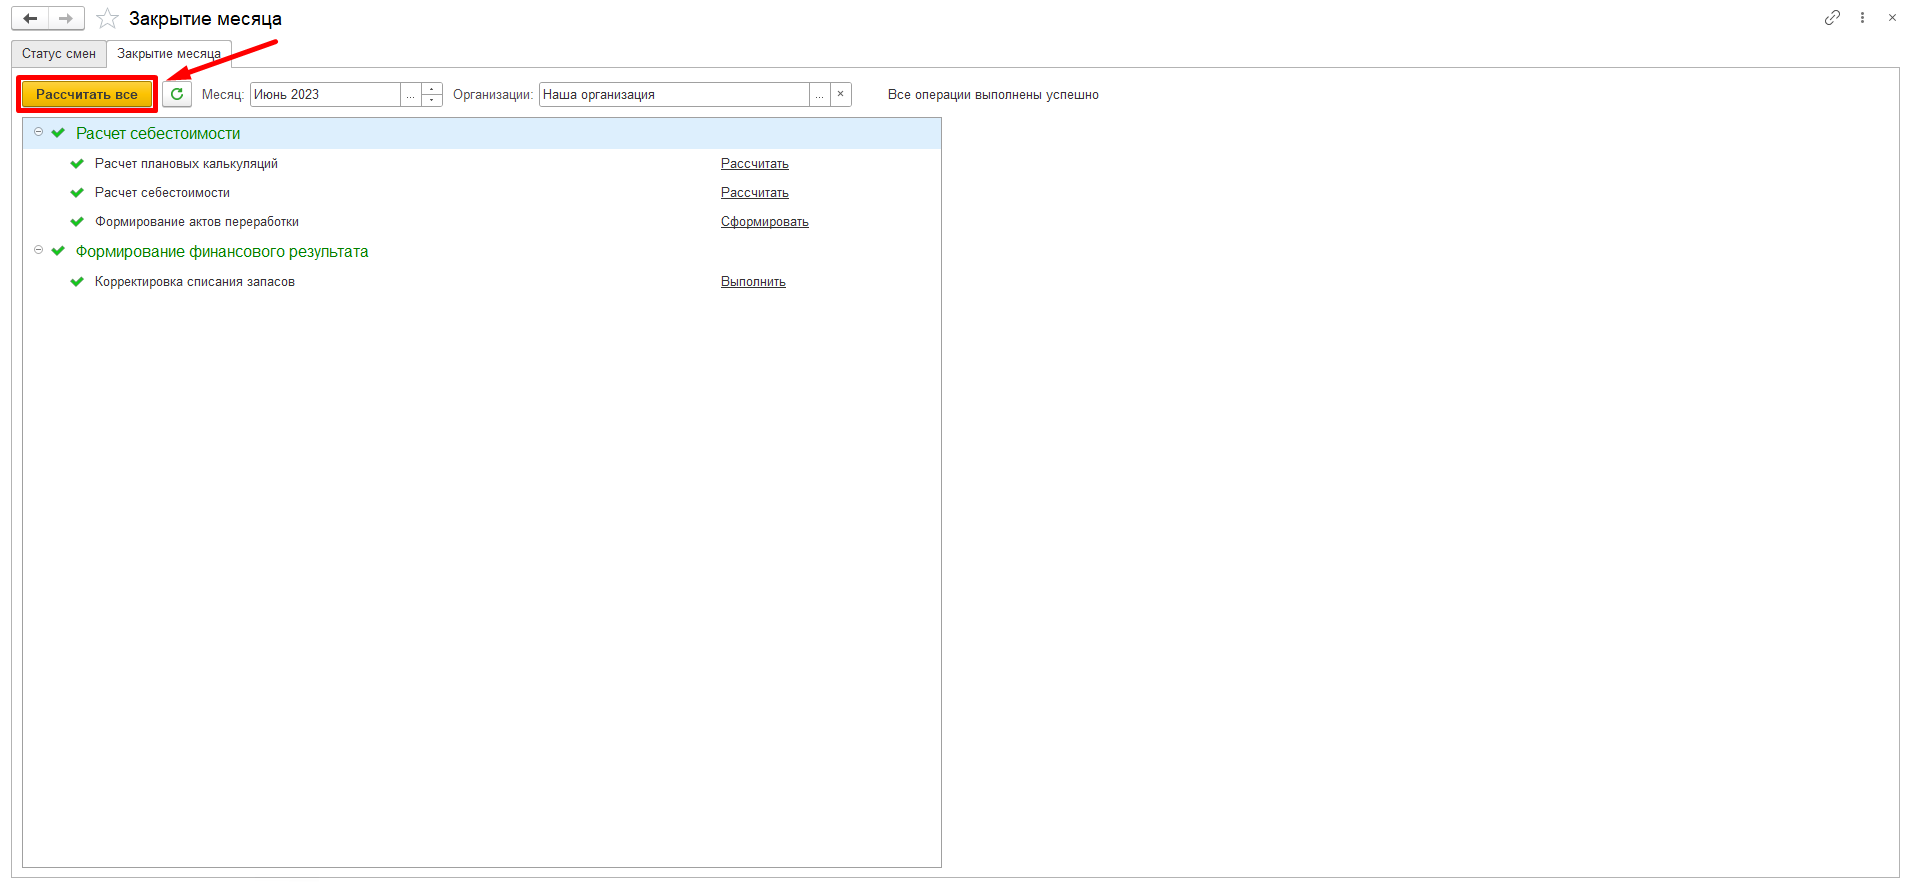 Закрытие месяца
Статус смен Закрытие месяца
Рассчитать все Месяц: Июнь 2023 ... Организации: Наша организация ... × Все операции выполнены успешно
Расчет себестоимости
Расчет плановых калькуляций Рассчитать
Расчет себестоимости Рассчитать
Формирование актов переработки Сформировать
Формирование финансового результата
Корректировка списания запасов Выполнить